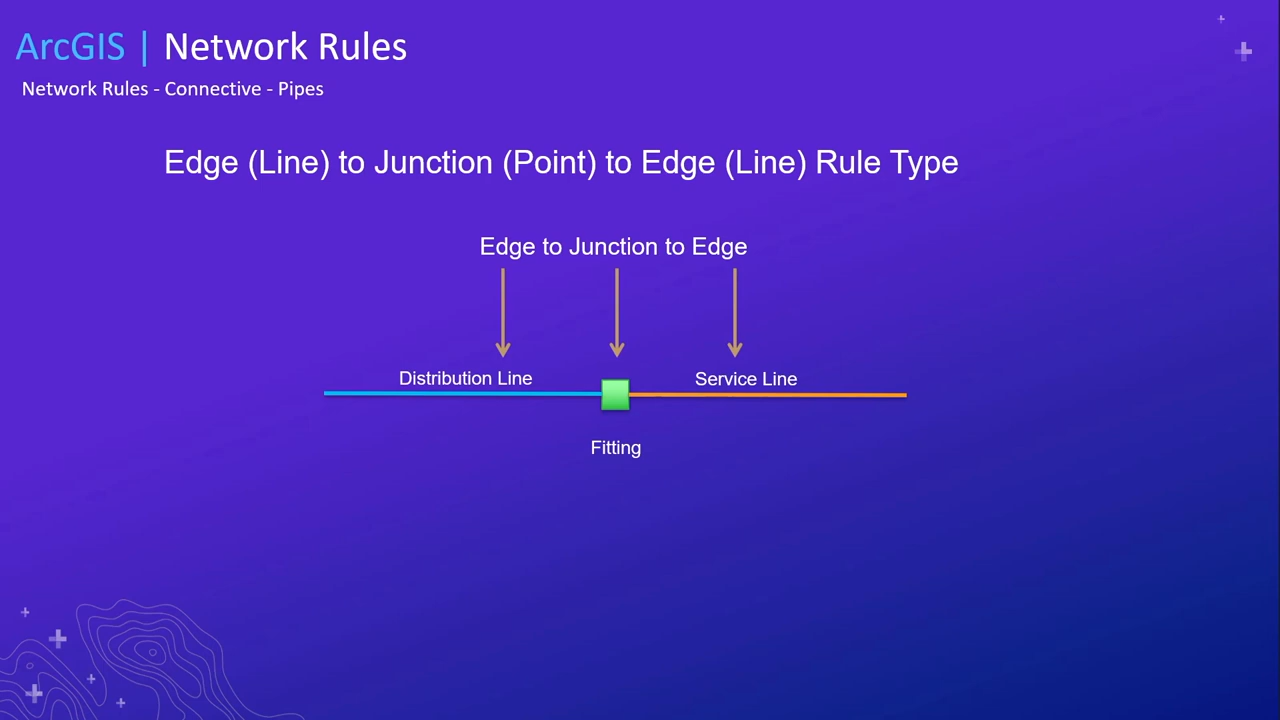 ArcGIS | Network Rules
Network Rules - Connective - Pipes
Edge (Line) to Junction (Point) to Edge (Line) Rule Type
Edge to Junction to Edge
Distribution Line
Service Line
Fitting